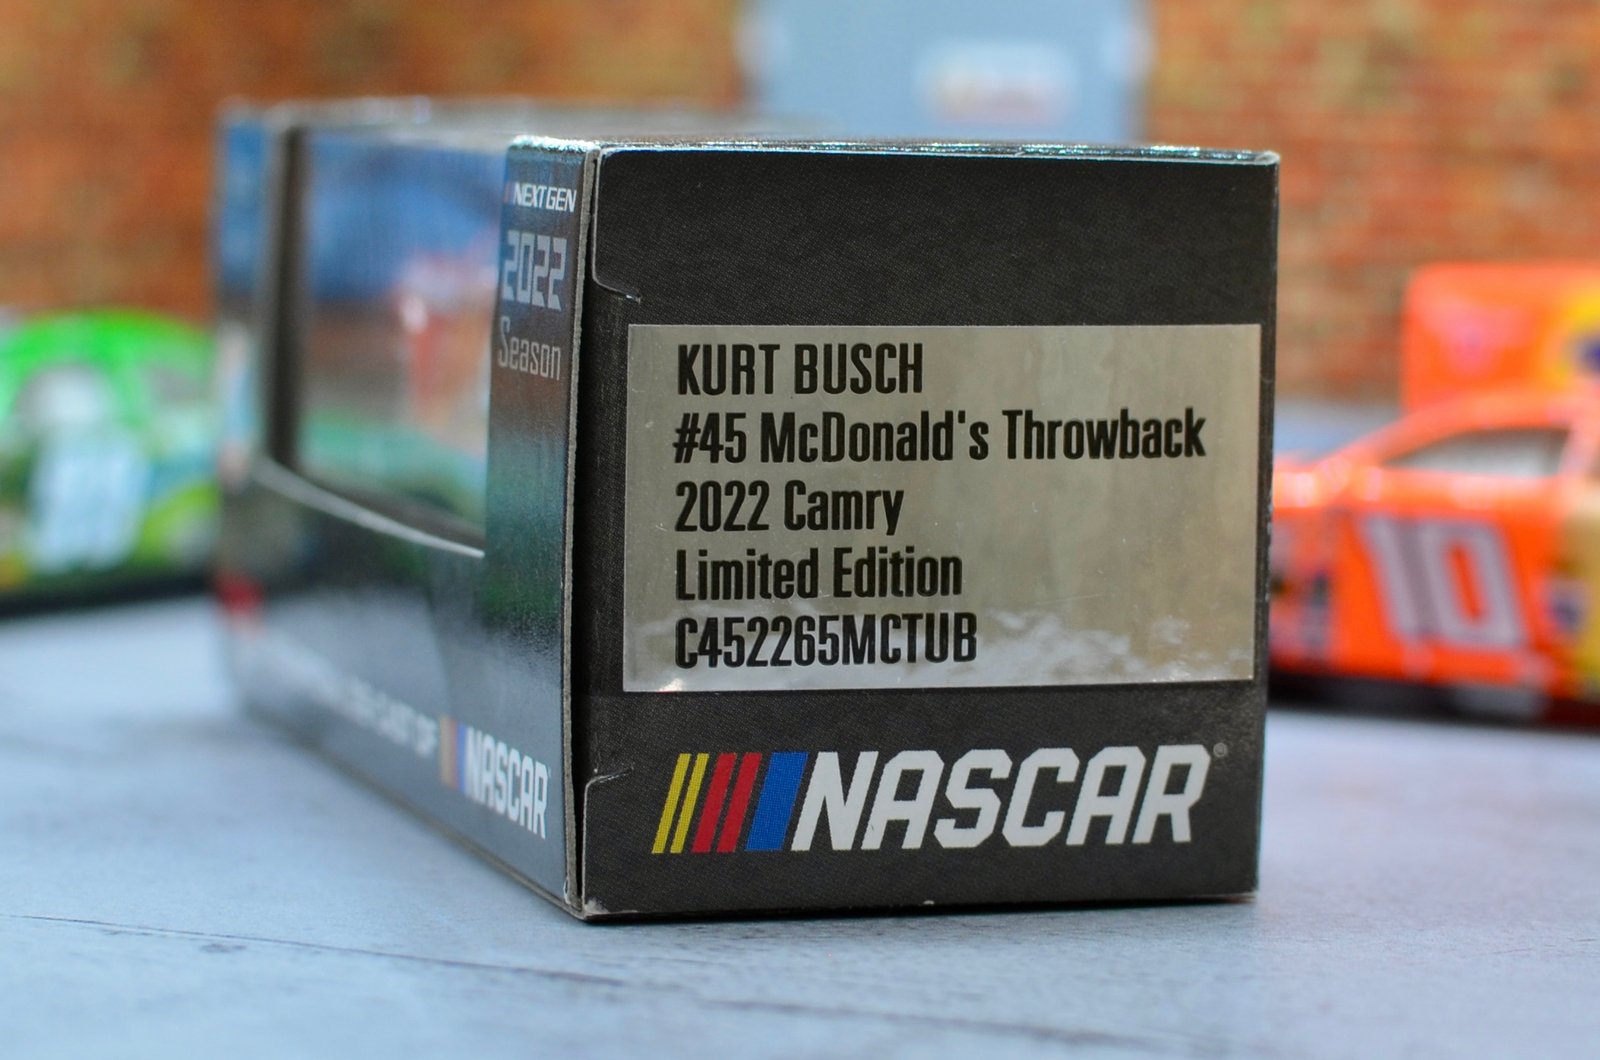 NEXTGEN
2022
Season
NASCAR
KURT BUSCH
#45 McDonald's Throwback
2022 Camry
Limited Edition
C452265MCTUB
NASCAR®
10